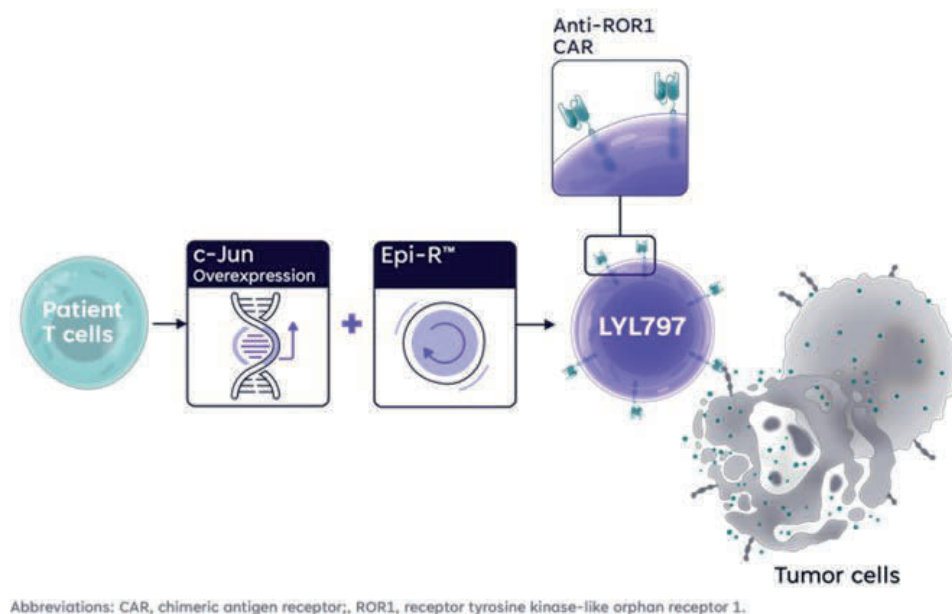 Anti-ROR1
CAR
c-Jun
Overexpression
Epi-R™
Patient
T cells
LYL797
Tumor cells
Abbreviations: CAR, chimeric antigen receptor;, ROR1, receptor tyrosine kinase-like orphan receptor 1.